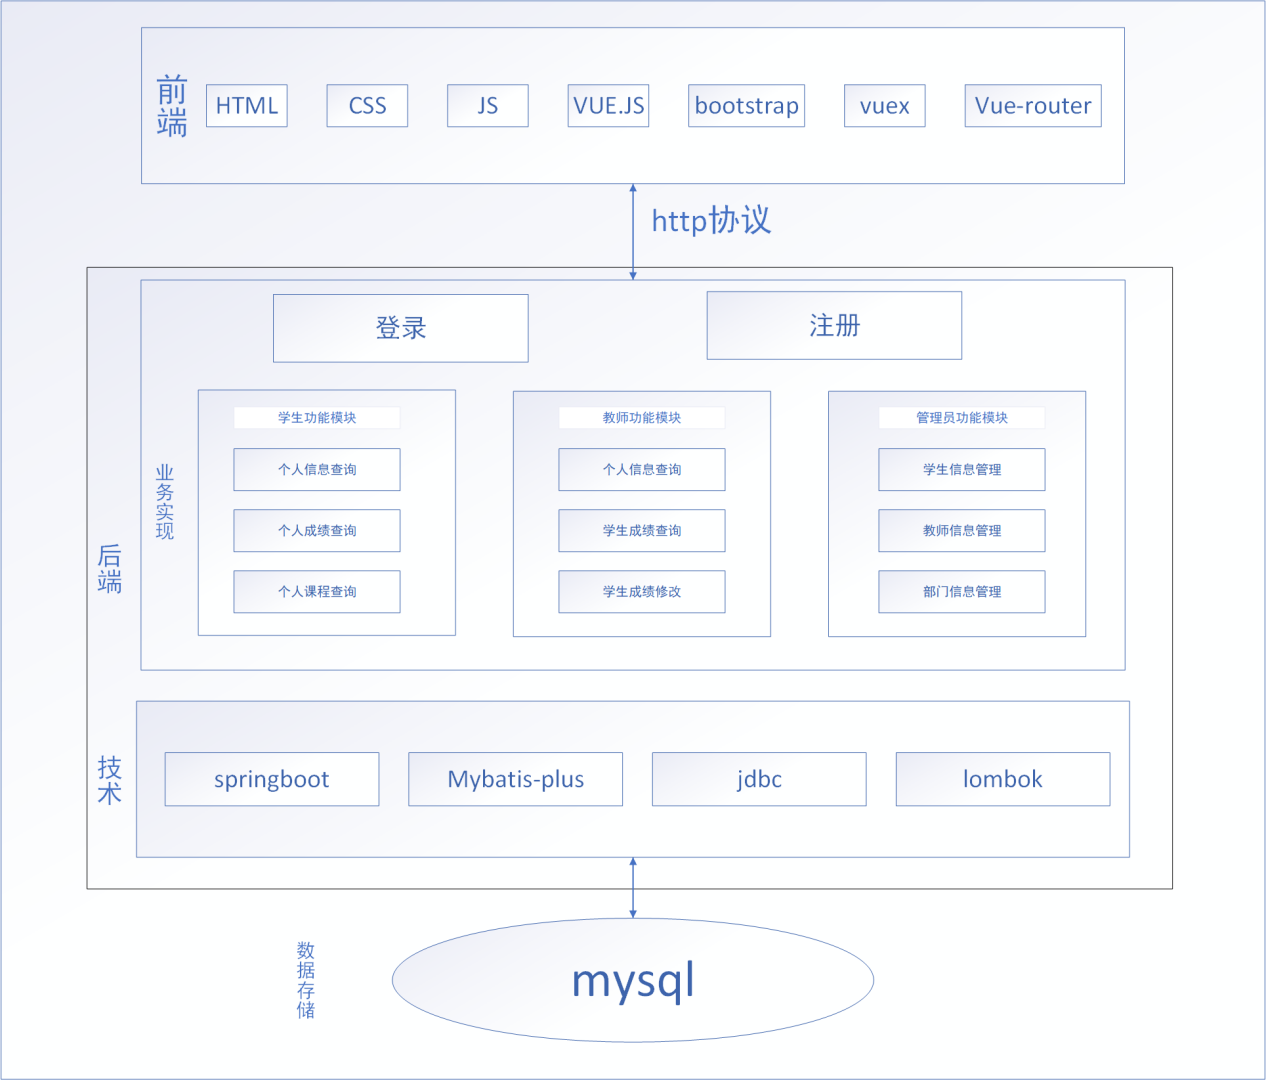 前端
HTML
CSS
JS
VUE.JS
bootstrap
vuex
Vue-router
http协议
后端
业务实现
登录
注册
学生功能模块
个人信息查询
个人成绩查询
个人课程查询
教师功能模块
个人信息查询
学生成绩查询
学生成绩修改
管理员功能模块
学生信息管理
教师信息管理
部门信息管理
技术
springboot
Mybatis-plus
jdbc
lombok
数据存储
mysql